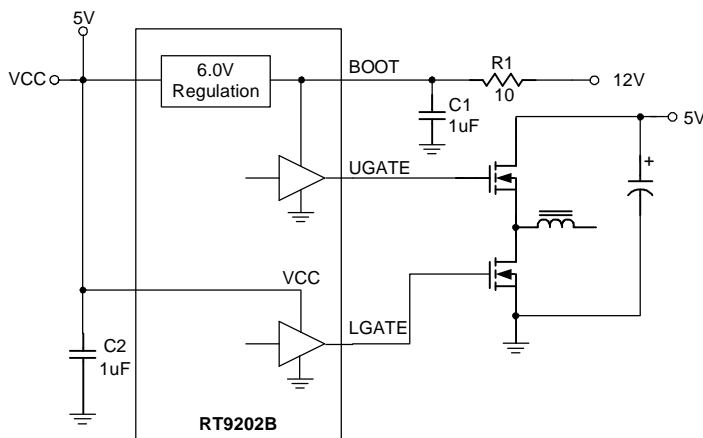 5V
VCC
6.0V
Regulation
BOOT
R1
10
12V
C1
1uF
5V
+
UGATE
VCC
LGATE
C2
1uF
RT9202B